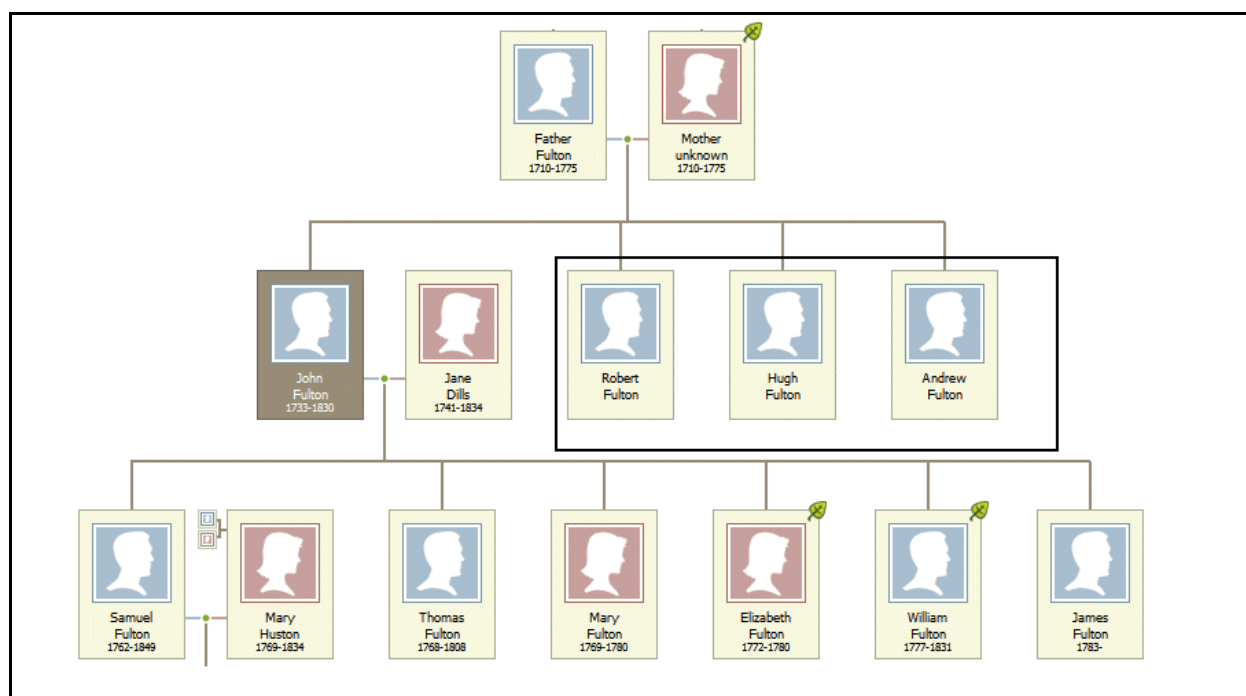 Father
Fulton
1710-1775
Mother
unknown
1710-1775
John
Fulton
1733-1830
Jane
Dills
1741-1834
Robert
Fulton
Hugh
Fulton
Andrew
Fulton
Samuel
Fulton
1762-1849
Mary
Huston
1769-1834
Thomas
Fulton
1768-1808
Mary
Fulton
1769-1780
Elizabeth
Fulton
1772-1780
William
Fulton
1777-1831
James
Fulton
1783-